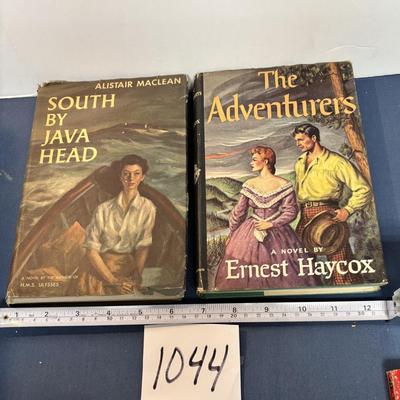 ALISTAIR MACLEAN
SOUTH
BY
JAVA
HEAD
A NOVEL BY THE AUTHOR OF
H.M.S. ULYSSES
The
Adventurers
A NOVEL BY
Ernest Haycox
1 2 3 4 5 6 7 8 9 10 11 12
1044